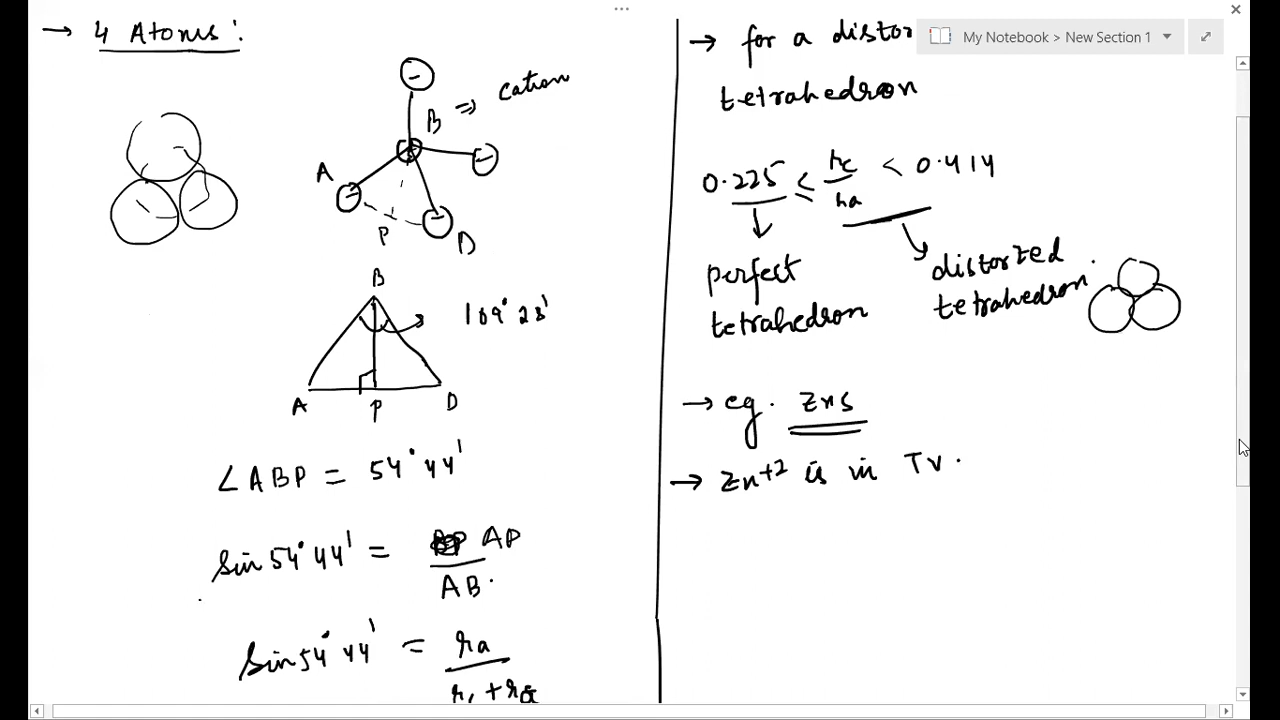 → 4 Atoms :
B ⇒ cation
A
P
D
B
109° 28'
A P D
∠ABP = 54° 44'
sin 54° 44' = AP
AB
sin 54° 44' = ra
→ for a distor
My Notebook > New Section 1
tetrahedron
0.225 ≤ rc/ra < 0.414
perfect
tetrahedron
distorted
tetrahedron
→ eg. ZnS
→ Zn+2 is in TV.